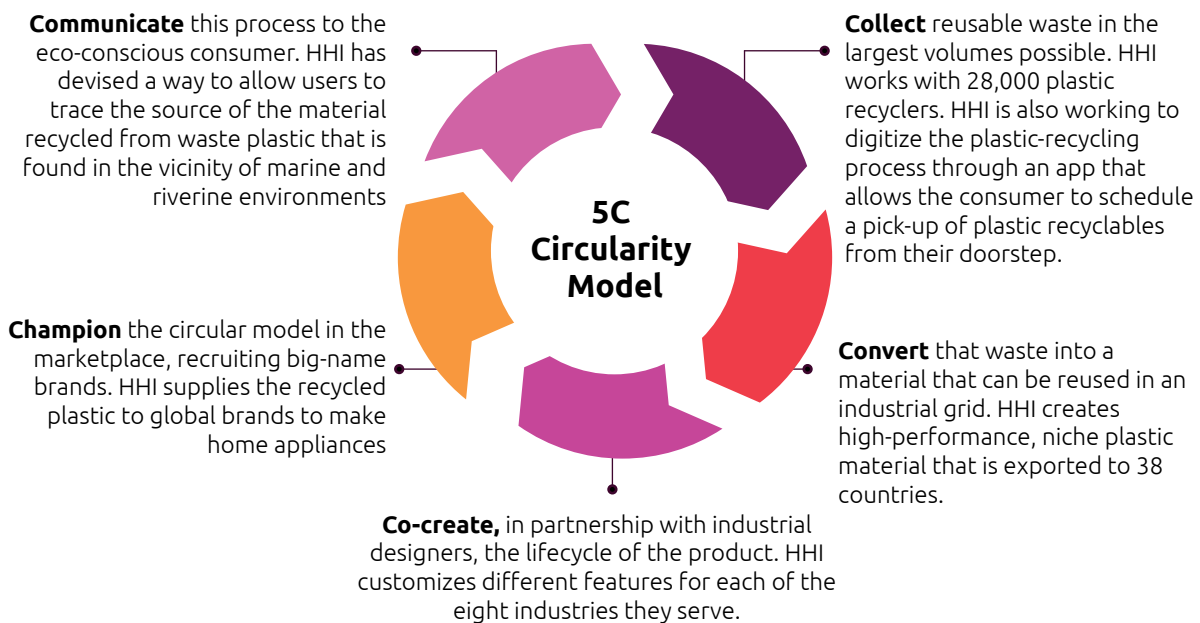 Communicate this process to the
eco-conscious consumer. HHI has
devised a way to allow users to
trace the source of the material
recycled from waste plastic that is
found in the vicinity of marine and
riverine environments
Collect reusable waste in the
largest volumes possible. HHI
works with 28,000 plastic
recyclers. HHI is also working to
digitize the plastic-recycling
process through an app that
allows the consumer to schedule
a pick-up of plastic recyclables
from their doorstep.
5C
Circularity
Model
Champion the circular model in the
marketplace, recruiting big-name
brands. HHI supplies the recycled
plastic to global brands to make
home appliances
Convert that waste into a
material that can be reused in an
industrial grid. HHI creates
high-performance, niche plastic
material that is exported to 38
countries.
Co-create, in partnership with industrial
designers, the lifecycle of the product. HHI
customizes different features for each of the
eight industries they serve.